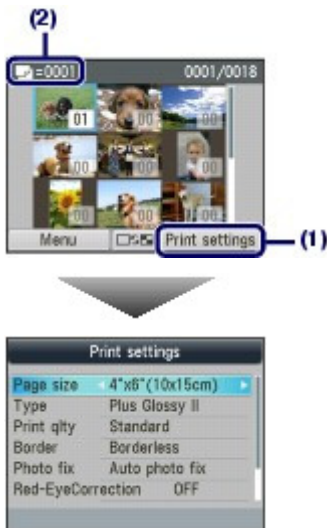 (2)
=0001 0001/0018
01 00 00
00 00 00
00 00 00
Menu Print settings (1)
Print settings
Page size 4"x6"(10x15cm)
Type Plus Glossy II
Print qlty Standard
Border Borderless
Photo fix Auto photo fix
Red-EyeCorrection OFF